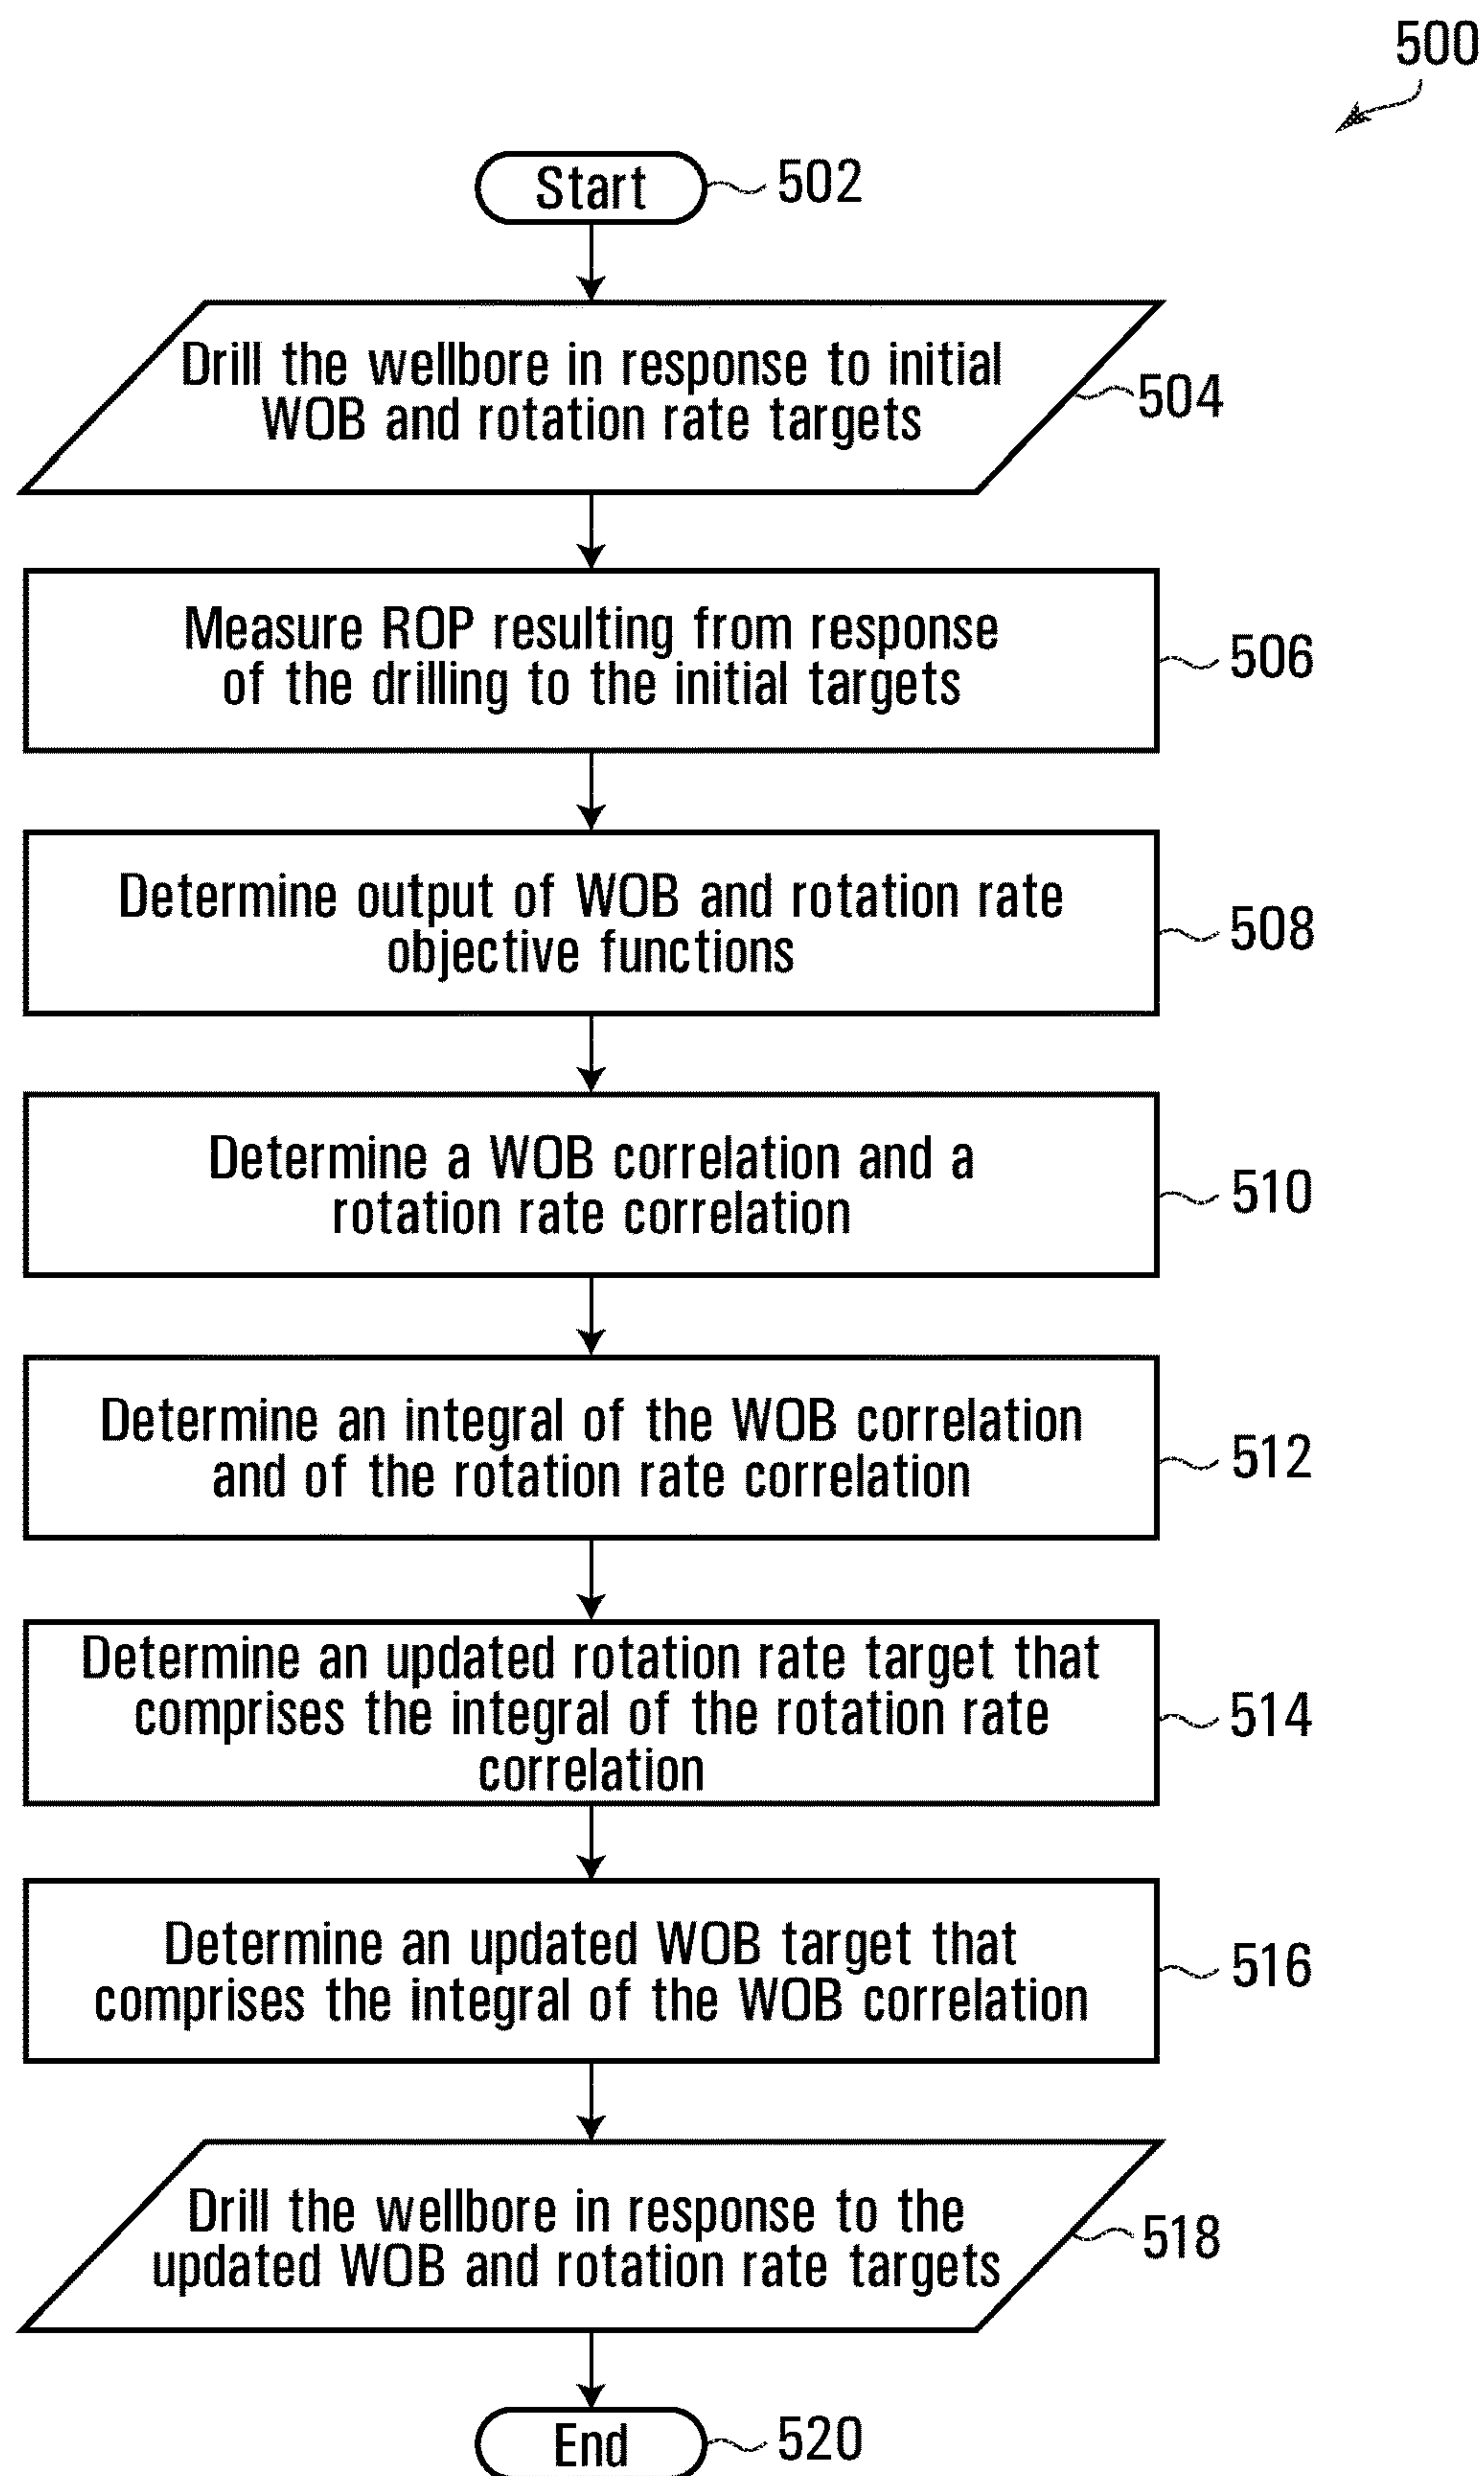 500
Start
502
Drill the wellbore in response to initial
WOB and rotation rate targets
504
Measure ROP resulting from response
of the drilling to the initial targets
506
Determine output of WOB and rotation rate
objective functions
508
Determine a WOB correlation and a
rotation rate correlation
510
Determine an integral of the WOB correlation
and of the rotation rate correlation
512
Determine an updated rotation rate target that
comprises the integral of the rotation rate
correlation
514
Determine an updated WOB target that
comprises the integral of the WOB correlation
516
Drill the wellbore in response to the
updated WOB and rotation rate targets
518
End
520